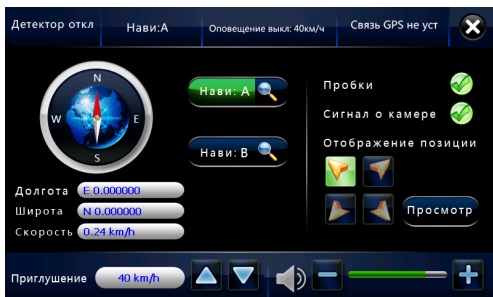 Детектор откл
Нави:А
Оповещение выкл: 40км/ч
Связь GPS не уст
N
W
E
S
Нави: А
Нави: В
Пробки
Сигнал о камере
Отображение позиции
Просмотр
Долгота E 0.000000
Широта N 0.000000
Скорость 0.24 km/h
Приглушение 40 km/h